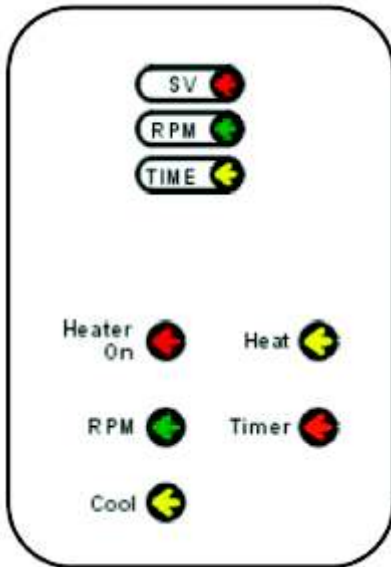 SV
RPM
TIME
Heater
On
Heat
RPM
Timer
Cool